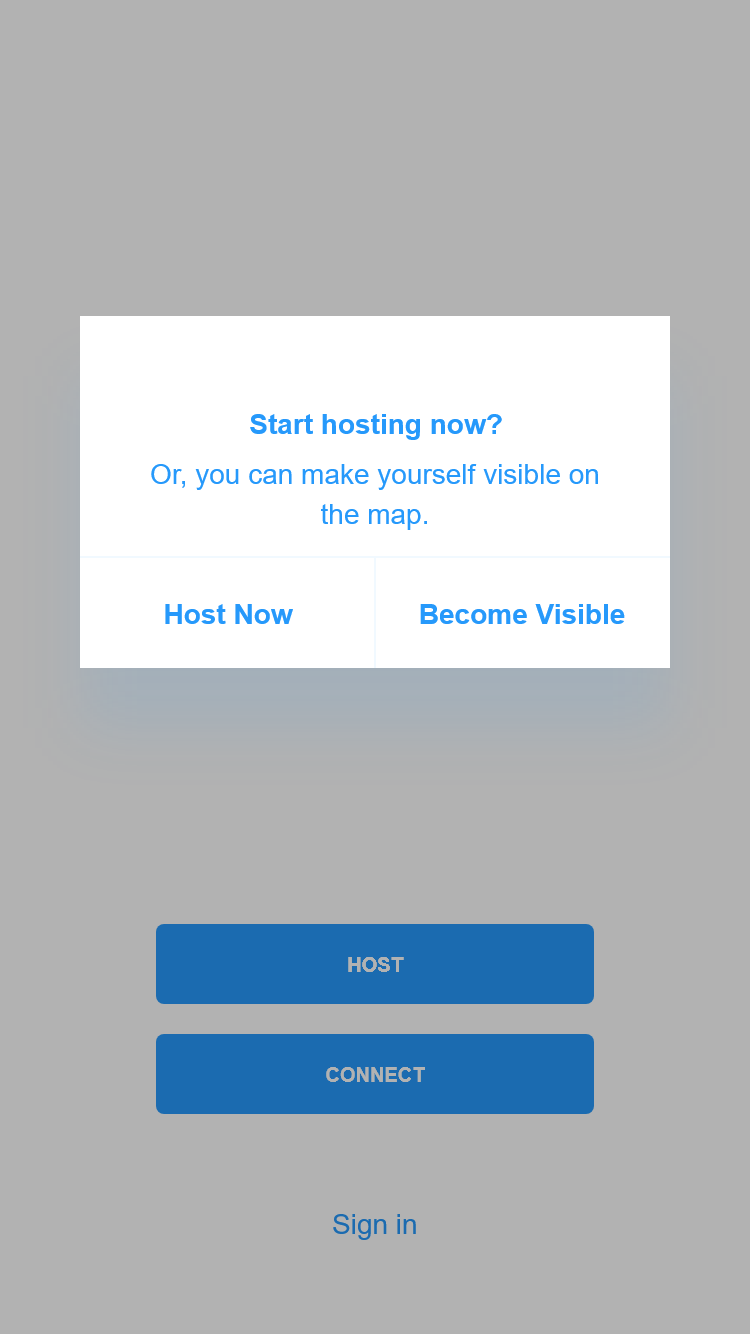 Start hosting now?
Or, you can make yourself visible on
the map.
Host Now
Become Visible
HOST
CONNECT
Sign in